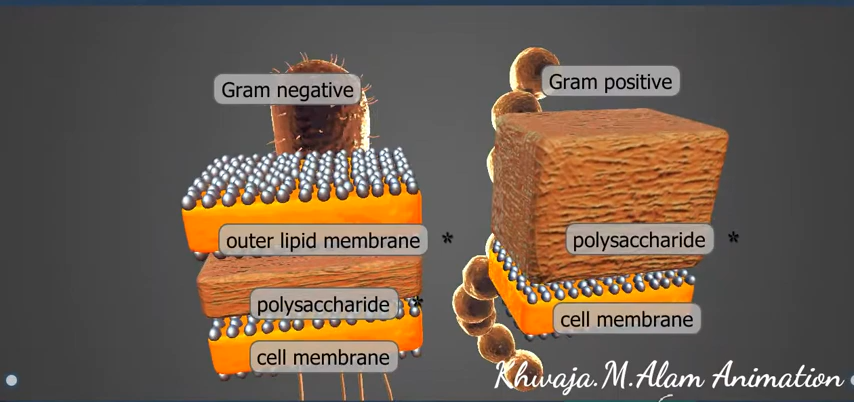 Gram negative
Gram positive
outer lipid membrane *
polysaccharide *
polysaccharide *
cell membrane
cell membrane
Khwaja.M.Alam Animation